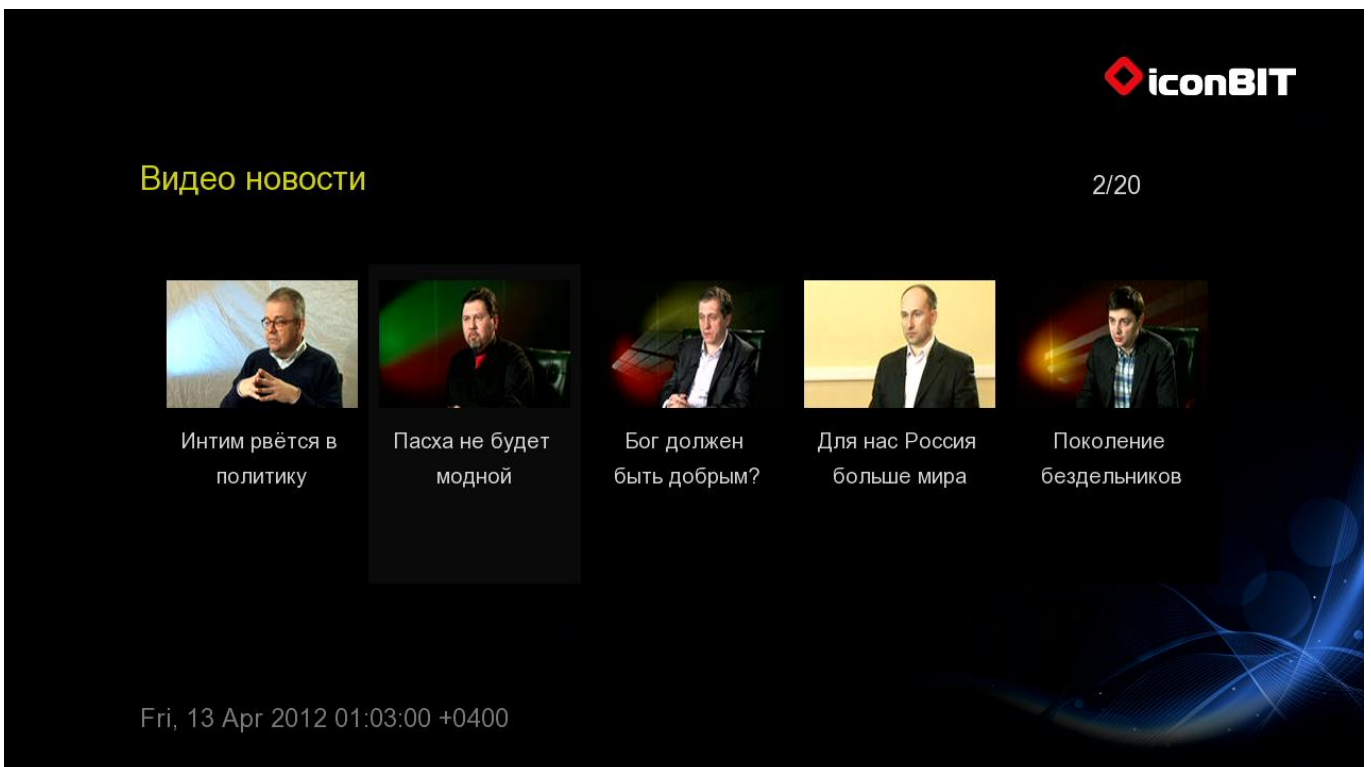 iconBIT
Видео новости
2/20
Интим рвётся в
политику
Пасха не будет
модной
Бог должен
быть добрым?
Для нас Россия
больше мира
Поколение
бездельников
Fri, 13 Apr 2012 01:03:00 +0400